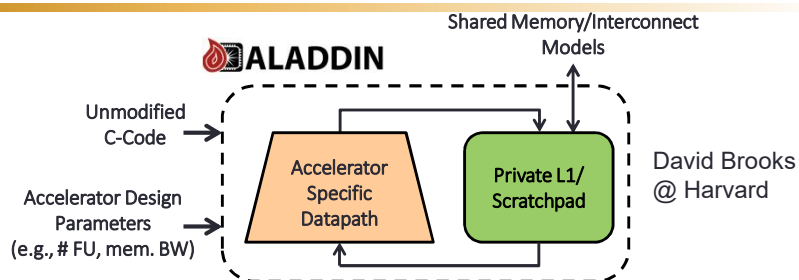 Shared Memory/Interconnect
Models
ALADDIN
Unmodified
C-Code
Accelerator Design
Parameters
(e.g., # FU, mem. BW)
Accelerator
Specific
Datapath
Private L1/
Scratchpad
David Brooks
@ Harvard